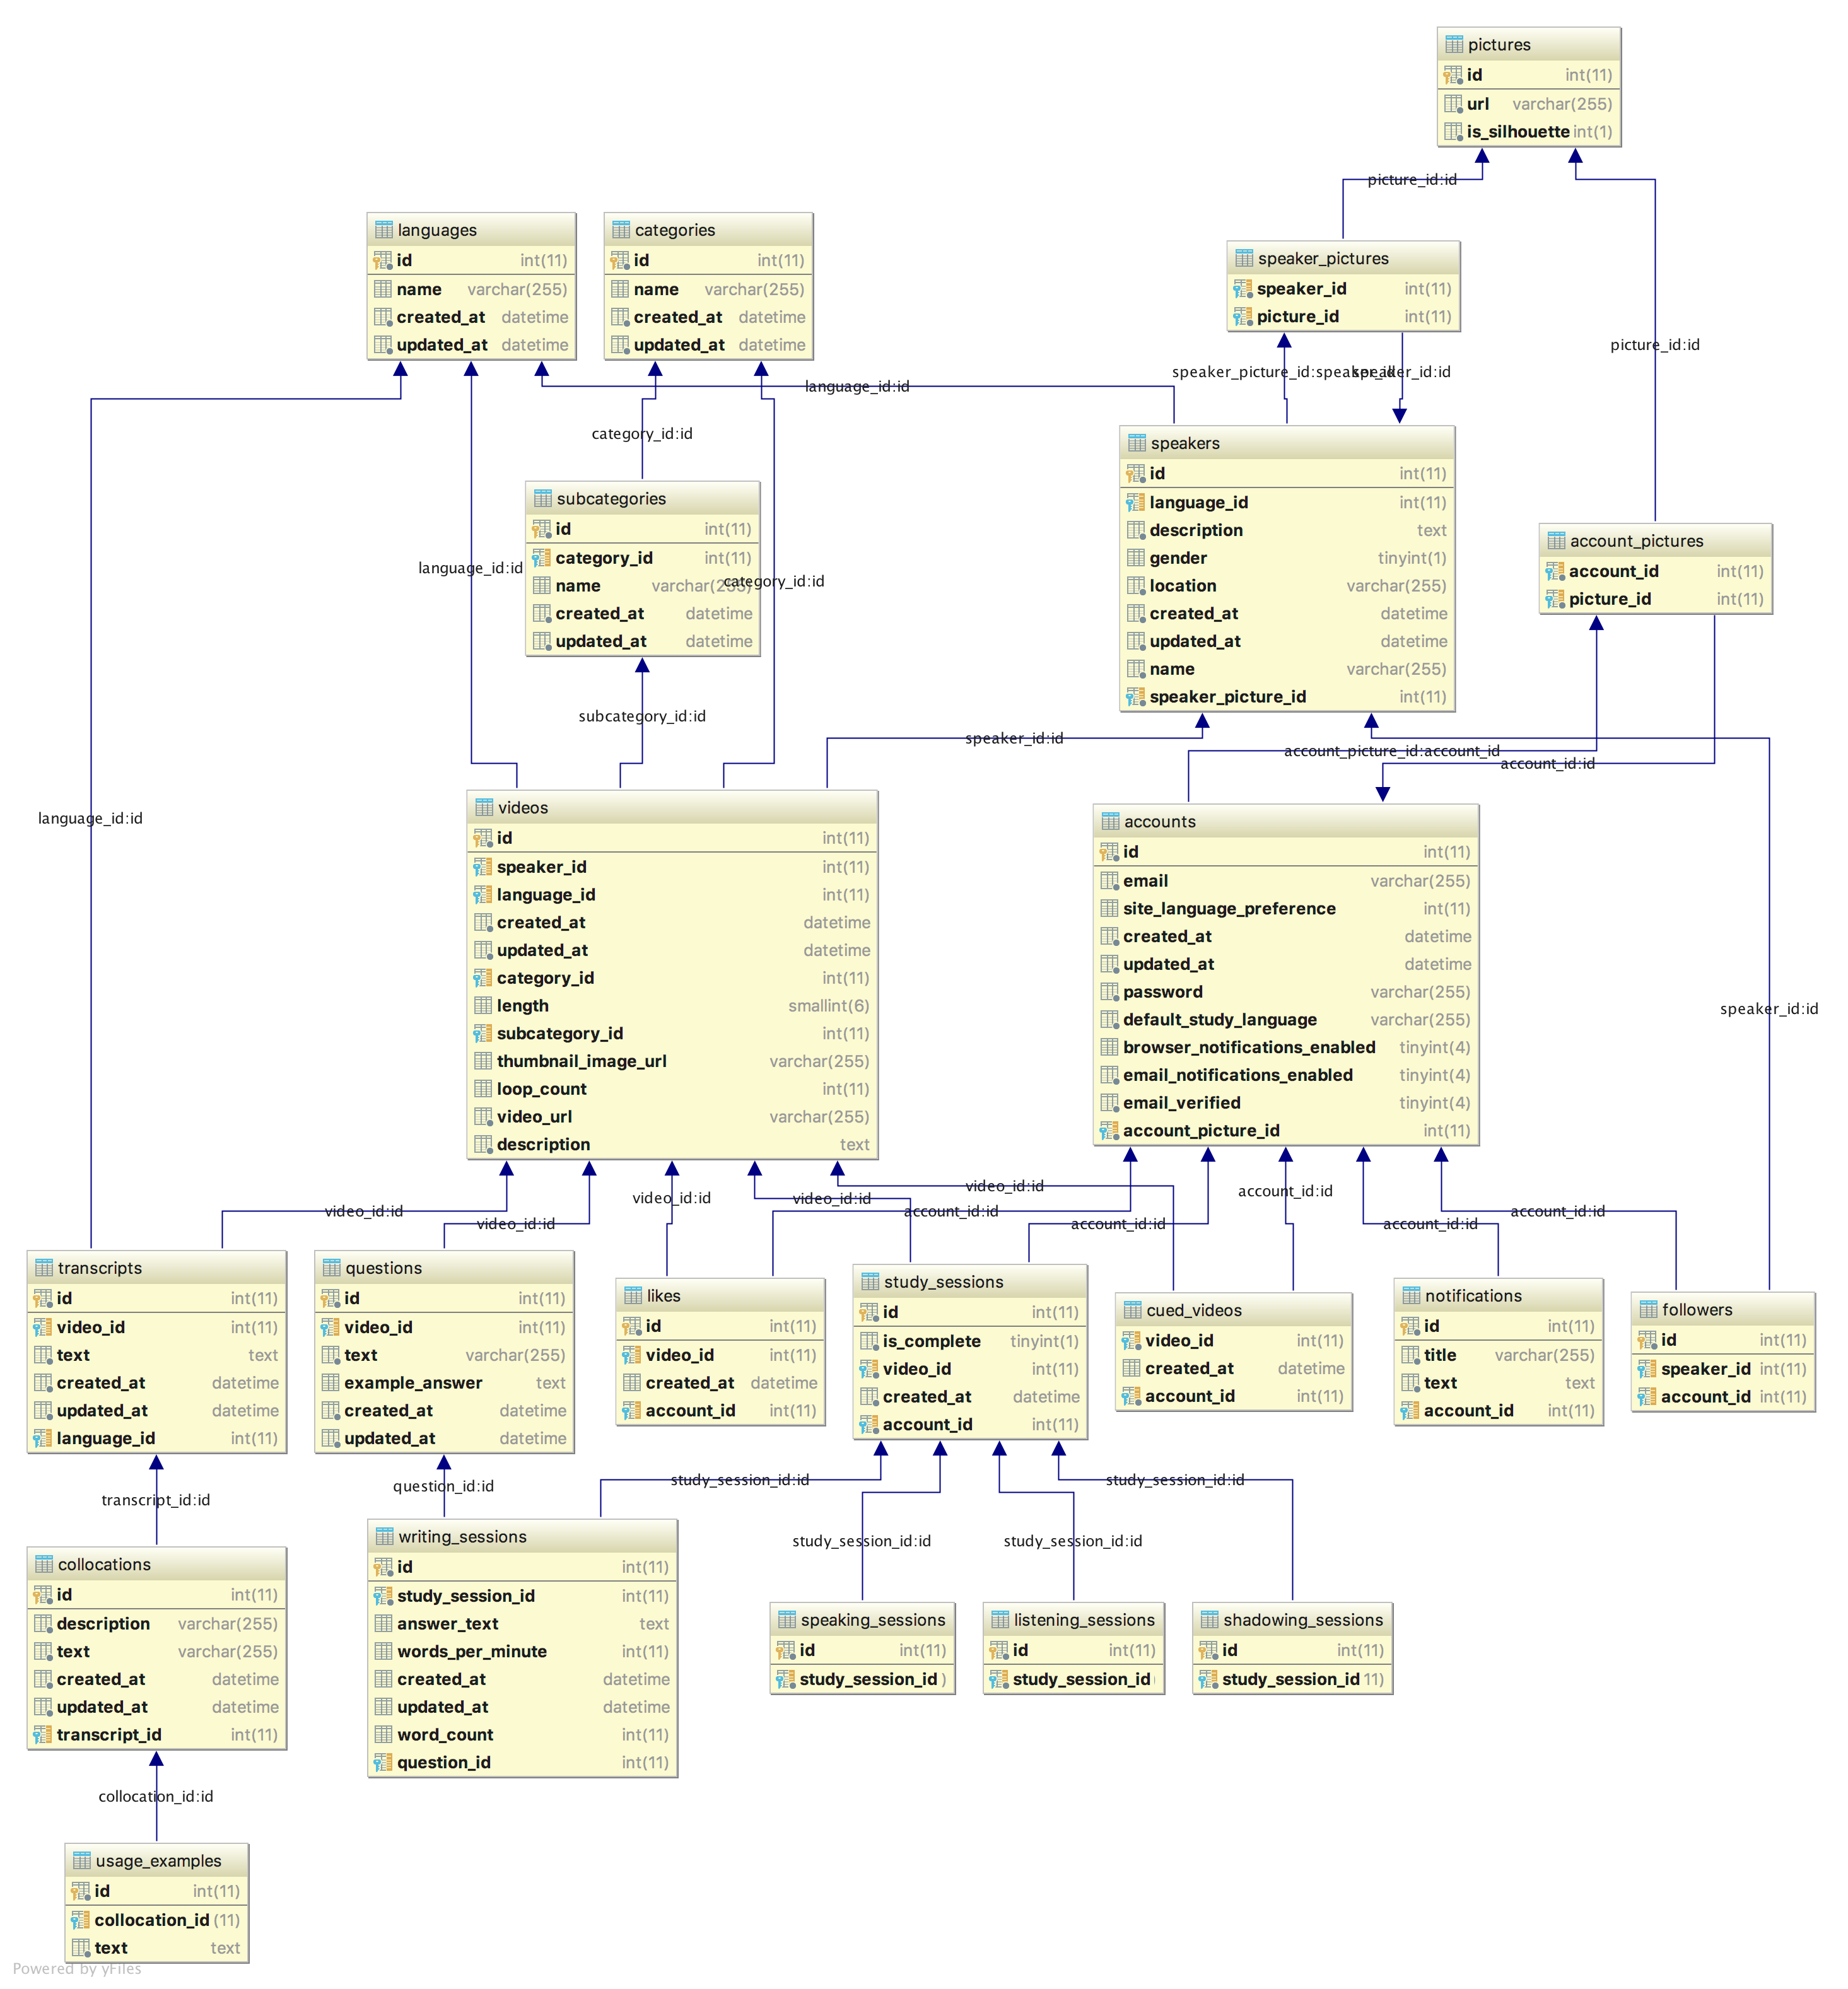 pictures
id int(11)
url varchar(255)
is_silhouette int(1)
picture_id:id
languages
id int(11)
name varchar(255)
created_at datetime
updated_at datetime
categories
id int(11)
name varchar(255)
created_at datetime
updated_at datetime
speaker_pictures
speaker_id int(11)
picture_id int(11)
picture_id:id
speaker_picture_id:speaker_id
speaker_id:id
language_id:id
category_id:id
speakers
id int(11)
language_id int(11)
description text
gender tinyint(1)
location varchar(255)
created_at datetime
updated_at datetime
name varchar(255)
speaker_picture_id int(11)
subcategories
id int(11)
category_id int(11)
name varchar(255)
created_at datetime
updated_at datetime
account_pictures
account_id int(11)
picture_id int(11)
language_id:id
category_id:id
subcategory_id:id
speaker_id:id
account_picture_id:account_id
account_id:id
language_id:id
videos
id int(11)
speaker_id int(11)
language_id int(11)
created_at datetime
updated_at datetime
category_id int(11)
length smallint(6)
subcategory_id int(11)
thumbnail_image_url varchar(255)
loop_count int(11)
video_url varchar(255)
description text
accounts
id int(11)
email varchar(255)
site_language_preference int(11)
created_at datetime
updated_at datetime
password varchar(255)
default_study_language varchar(255)
browser_notifications_enabled tinyint(4)
email_notifications_enabled tinyint(4)
email_verified tinyint(4)
account_picture_id int(11)
speaker_id:id
video_id:id
video_id:id
video_id:id
video_id:id
video_id:id
account_id:id
account_id:id
account_id:id
account_id:id
account_id:id
transcripts
id int(11)
video_id int(11)
text text
created_at datetime
updated_at datetime
language_id int(11)
questions
id int(11)
video_id int(11)
text varchar(255)
example_answer text
created_at datetime
updated_at datetime
likes
id int(11)
video_id int(11)
created_at datetime
account_id int(11)
study_sessions
id int(11)
is_complete tinyint(1)
video_id int(11)
created_at datetime
account_id int(11)
cued_videos
video_id int(11)
created_at datetime
account_id int(11)
notifications
id int(11)
title varchar(255)
text text
account_id int(11)
followers
id int(11)
speaker_id int(11)
account_id int(11)
transcript_id:id
question_id:id
study_session_id:id
study_session_id:id
study_session_id:id
study_session_id:id
collocations
id int(11)
description varchar(255)
text varchar(255)
created_at datetime
updated_at datetime
transcript_id int(11)
writing_sessions
id int(11)
study_session_id int(11)
answer_text text
words_per_minute int(11)
created_at datetime
updated_at datetime
word_count int(11)
question_id int(11)
speaking_sessions
id int(11)
study_session_id )
listening_sessions
id int(11)
study_session_id
shadowing_sessions
id int(11)
study_session_id 11)
collocation_id:id
usage_examples
id int(11)
collocation_id (11)
text text
Powered by yFiles